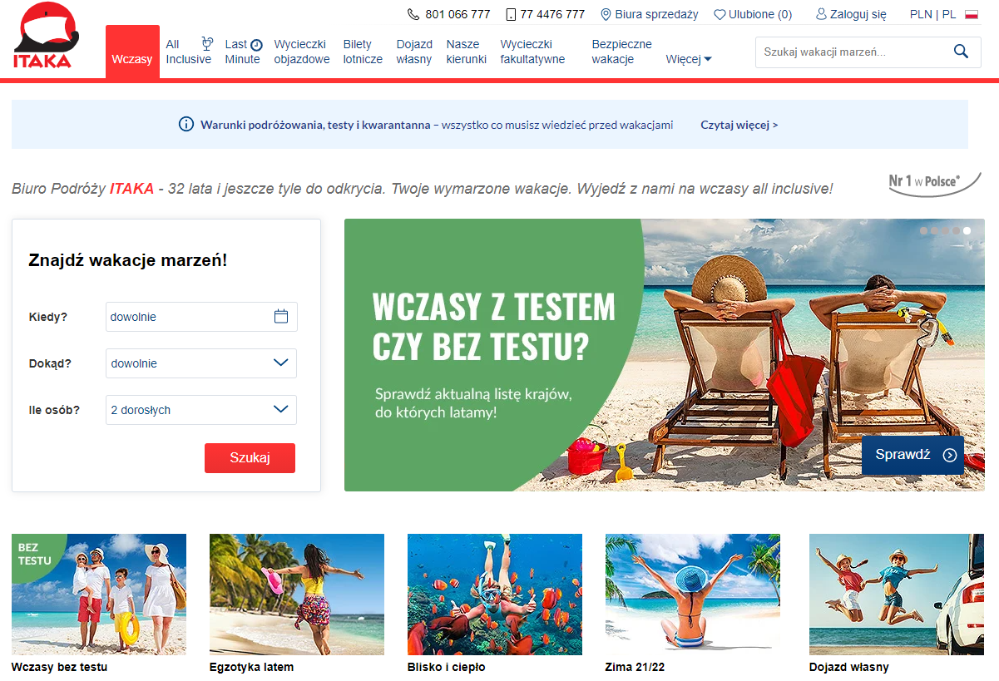 801 066 777 77 4476 777 Biura sprzedaży Ulubione (0) Zaloguj się PLN | PL
ITAKA
Wczasy
All Inclusive
Last Minute
Wycieczki objazdowe
Bilety lotnicze
Dojazd własny
Nasze kierunki
Wycieczki fakultatywne
Bezpieczne wakacje
Więcej
Szukaj wakacji marzeń...
Warunki podróżowania, testy i kwarantanna – wszystko co musisz wiedzieć przed wakacjami Czytaj więcej >
Biuro Podróży ITAKA - 32 lata i jeszcze tyle do odkrycia. Twoje wymarzone wakacje. Wyjedź z nami na wczasy all inclusive!
Nr 1 w Polsce*
Znajdź wakacje marzeń!
Kiedy? dowolnie
Dokąd? dowolnie
Ile osób? 2 dorosłych
Szukaj
WCZASY Z TESTEM
CZY BEZ TESTU?
Sprawdź aktualną listę krajów,
do których latamy!
Sprawdź
BEZ
TESTU
Wczasy bez testu
Egzotyka latem
Blisko i ciepło
Zima 21/22
Dojazd własny